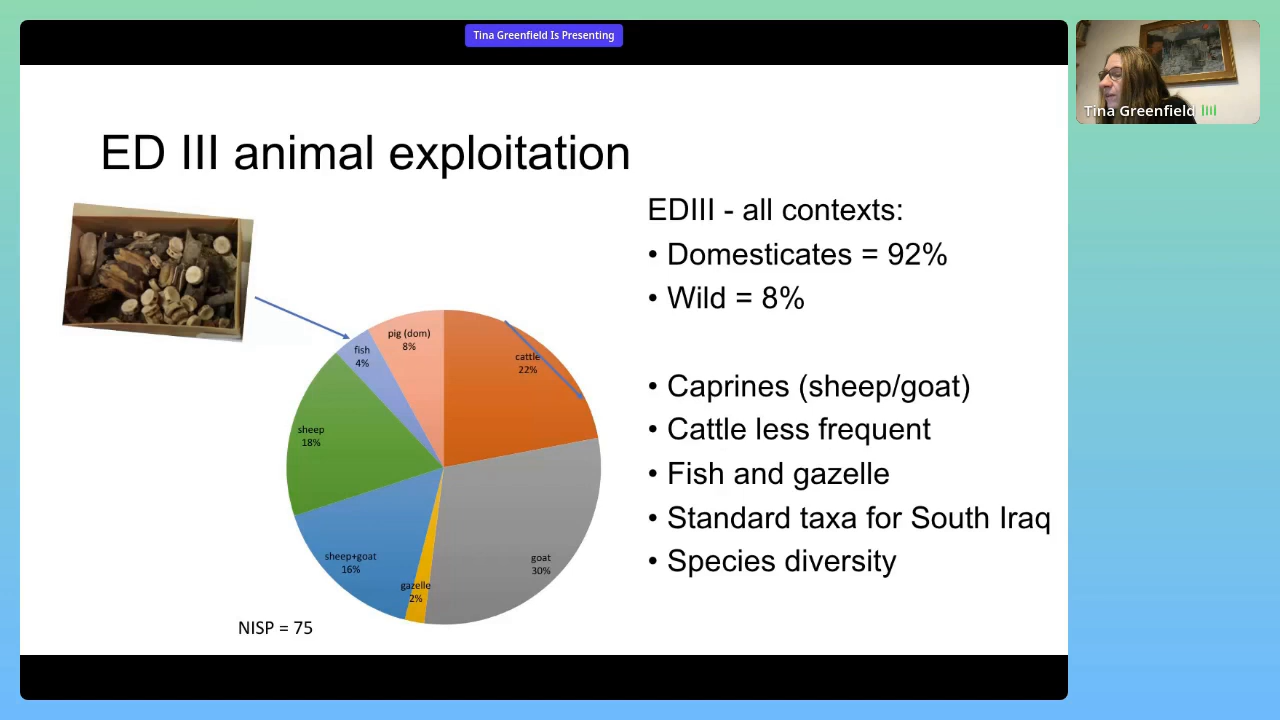 Tina Greenfield Is Presenting
Tina Greenfield
ED III animal exploitation
EDIII - all contexts:
• Domesticates = 92%
• Wild = 8%
• Caprines (sheep/goat)
• Cattle less frequent
• Fish and gazelle
• Standard taxa for South Iraq
• Species diversity
pig (dom)
8%
fish
4%
cattle
22%
sheep
18%
sheep+goat
16%
goat
30%
gazelle
2%
NISP = 75